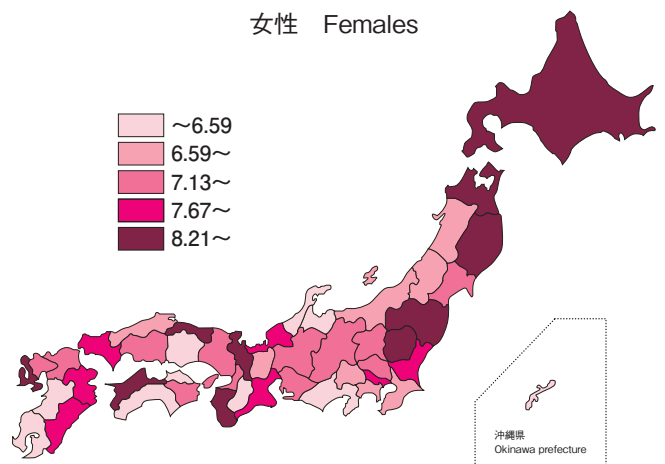 女性　Females
～6.59
6.59～
7.13～
7.67～
8.21～
沖縄県
Okinawa prefecture